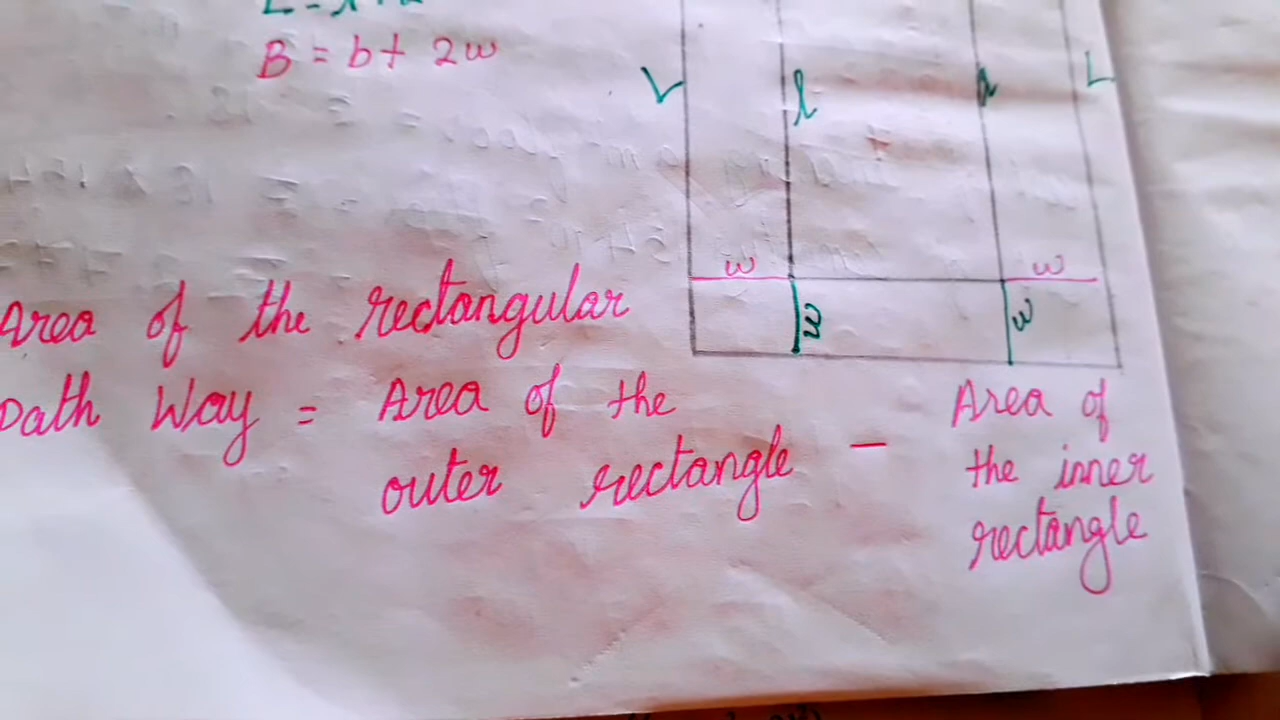 B = b + 2w
L l l L
w w
w w
Area of the rectangular
Path Way = Area of the
outer rectangle - Area of
the inner
rectangle